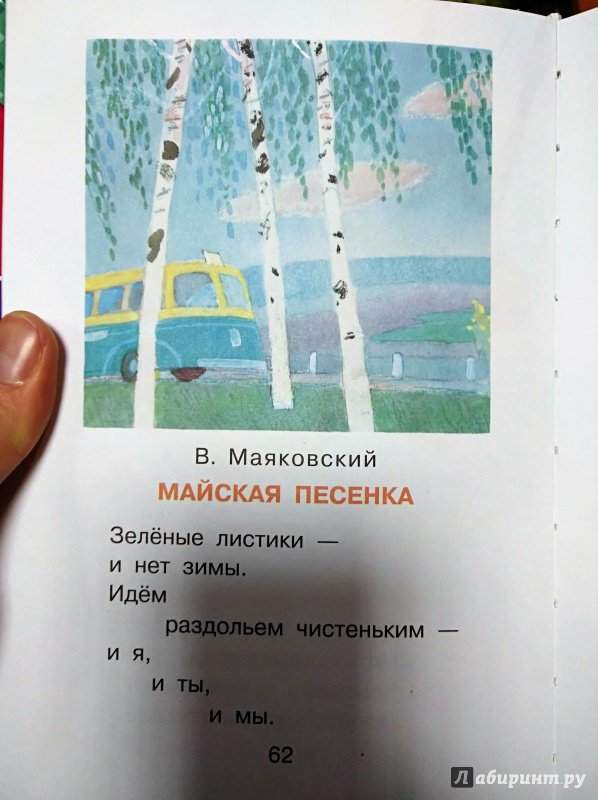 В. Маяковский
МАЙСКАЯ ПЕСЕНКА
Зелёные листики —
и нет зимы.
Идём
раздольем чистеньким —
и я,
и ты,
и мы.
62
Лабиринт.ру